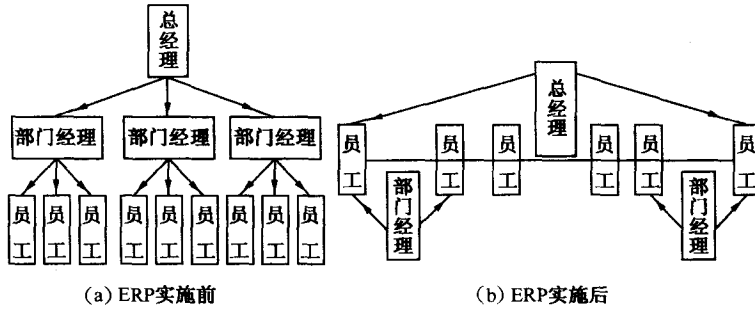 总经理
部门经理 部门经理 部门经理
员工 员工 员工 员工 员工 员工 员工 员工 员工
(a) ERP实施前
总经理
员工 员工 员工 员工 员工 员工
部门经理 部门经理
(b) ERP实施后